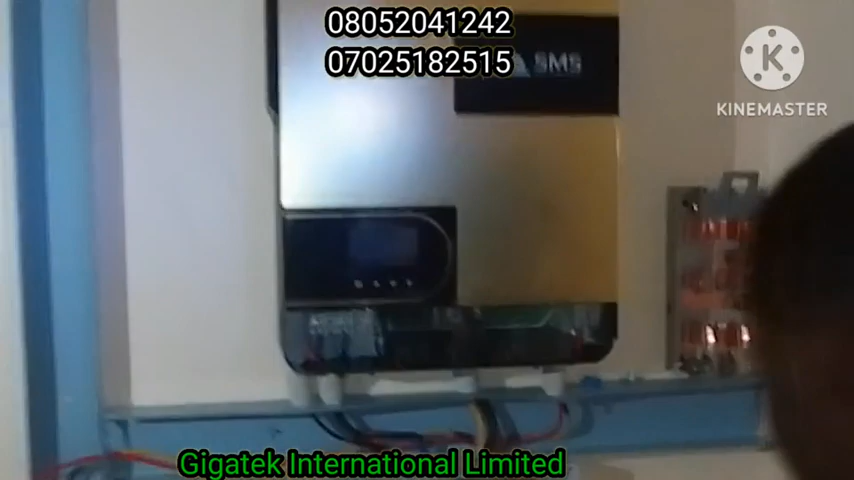 08052041242
07025182515
SMS
K
KINEMASTER
Gigatek International Limited